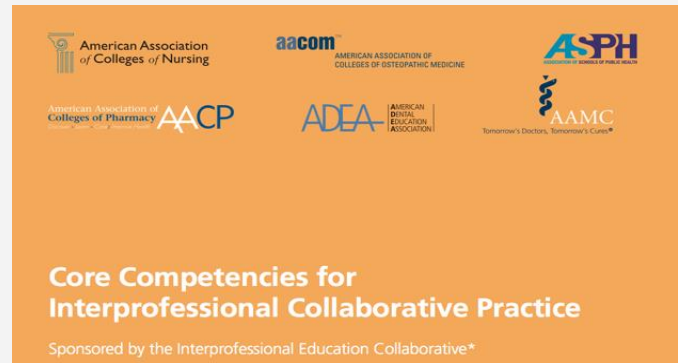 American Association
of Colleges of Nursing
aacom™
AMERICAN ASSOCIATION OF
COLLEGES OF OSTEOPATHIC MEDICINE
ASPH
ASSOCIATION OF SCHOOLS OF PUBLIC HEALTH
American Association of
Colleges of Pharmacy
AACP
ADEA
AMERICAN
DENTAL
EDUCATION
ASSOCIATION
AAMC
Tomorrow's Doctors, Tomorrow's Cures®
Core Competencies for
Interprofessional Collaborative Practice
Sponsored by the Interprofessional Education Collaborative*